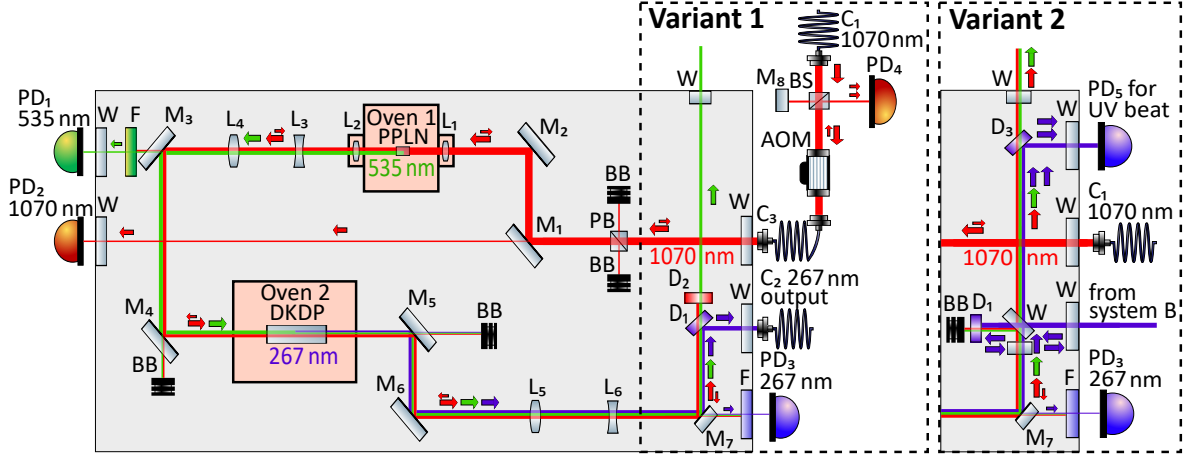 Variant 1
C₁
1070 nm
M₈ BS
PD₄
AOM
W
PD₁
535 nm
W F
M₃
L₄
L₃
L₂
Oven 1
PPLN
L₁
535 nm
M₂
PD₂
1070 nm
W
M₁
BB
PB
BB
1070 nm
W
C₃
C₂ 267 nm
output
D₂
D₁
W
M₄
BB
Oven 2
DKDP
267 nm
M₅
BB
M₆
L₅
L₆
M₇
F
PD₃
267 nm
Variant 2
W
D₃
W
PD₅ for
UV beat
1070 nm
W
C₁
1070 nm
BB
D₁
W
W
from
system B
M₇
F
PD₃
267 nm